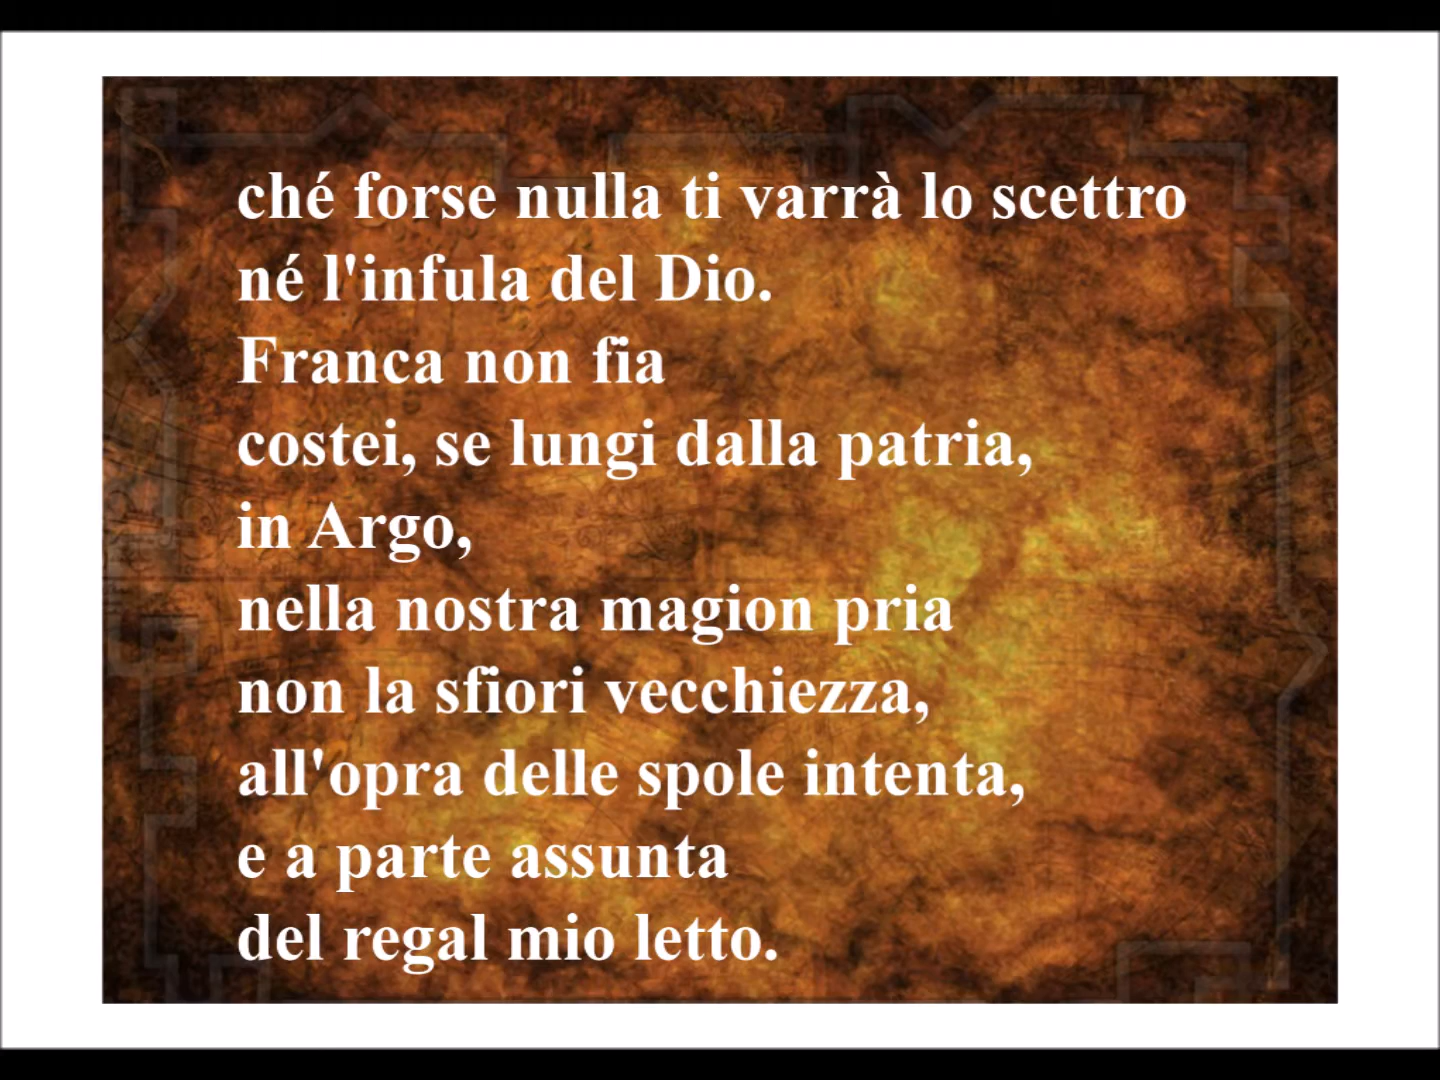 ché forse nulla ti varrà lo scettro
né l'infula del Dio.
Franca non fia
costei, se lungi dalla patria,
in Argo,
nella nostra magion pria
non la sfiori vecchiezza,
all'opra delle spole intenta,
e a parte assunta
del regal mio letto.